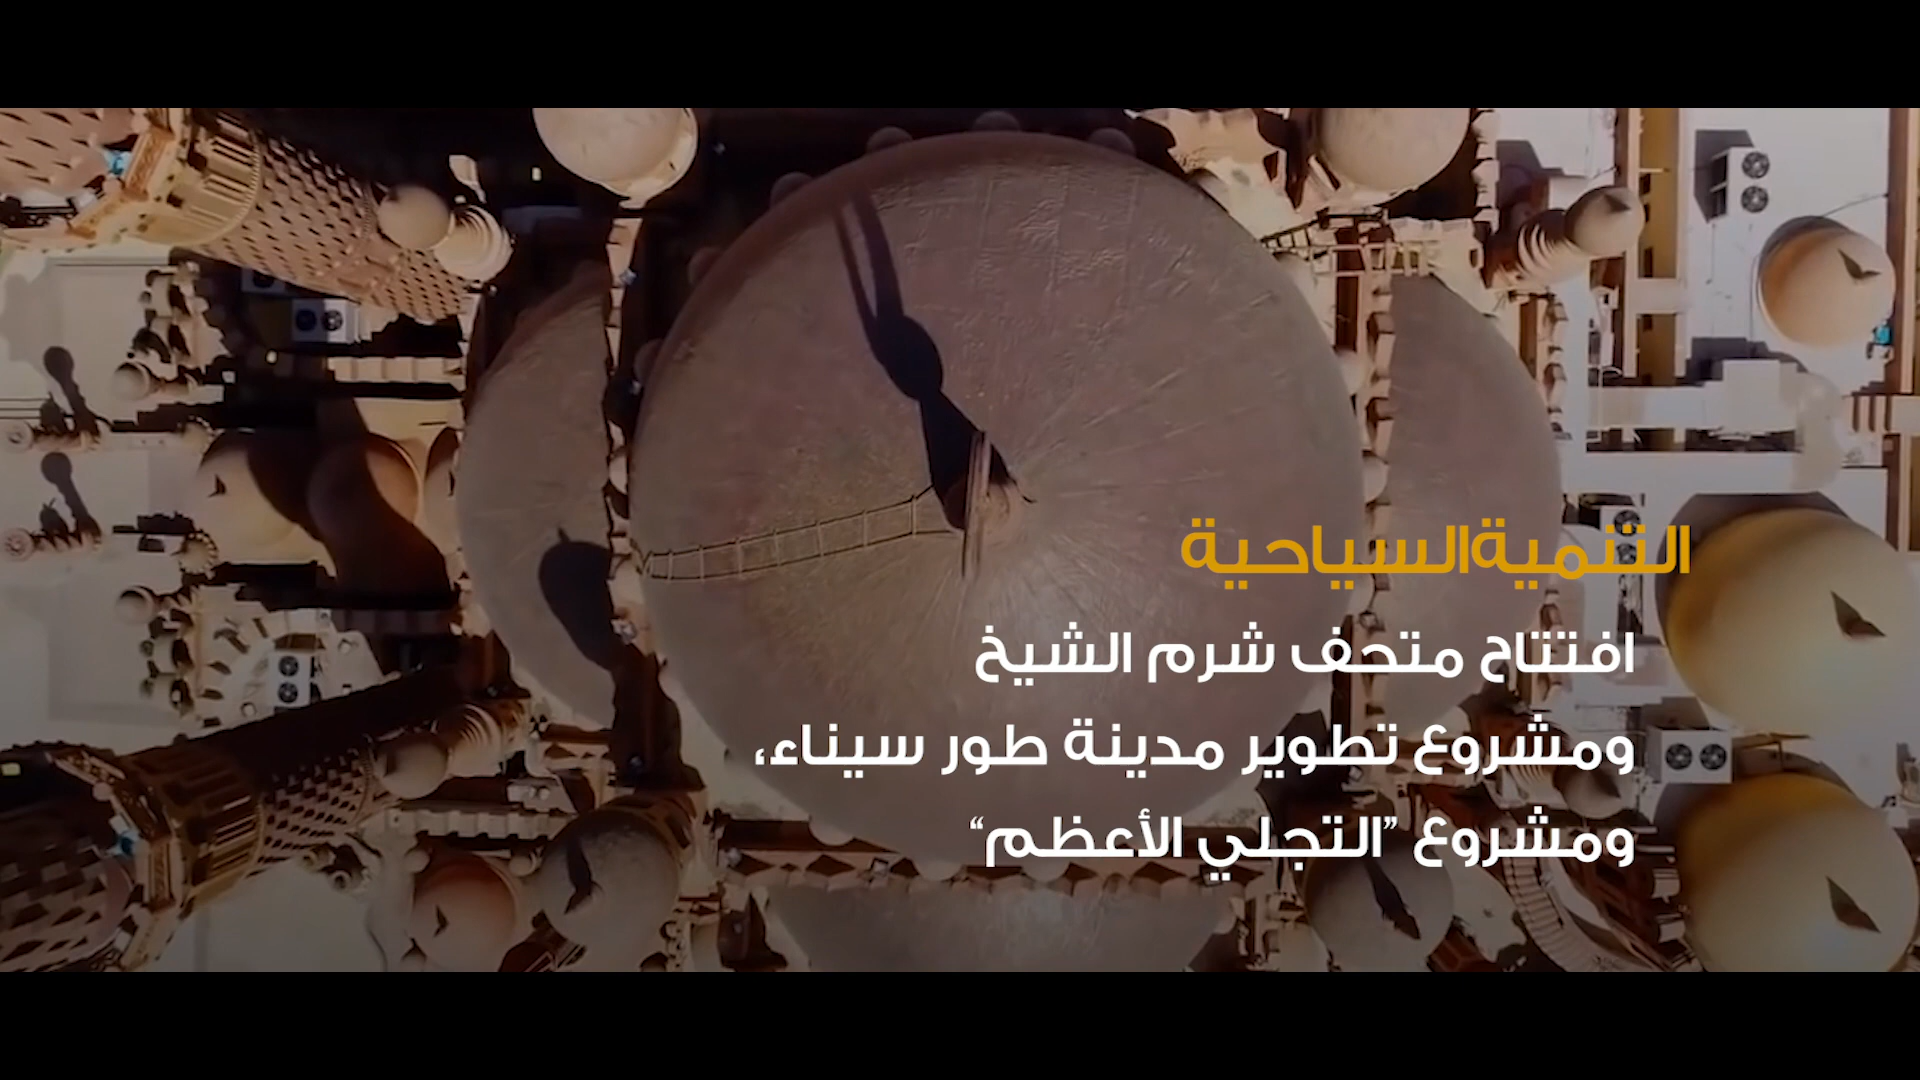 التنمية السياحية
افتتاح متحف شرم الشيخ
ومشروع تطوير مدينة طور سيناء،
ومشروع "التجلي الأعظم"